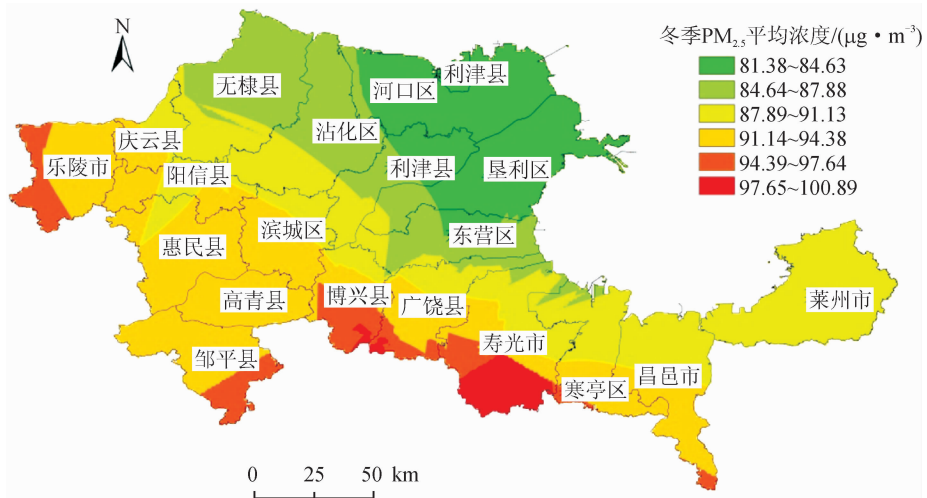 N
冬季PM2.5平均浓度/(μg·m⁻³)
81.38~84.63
84.64~87.88
87.89~91.13
91.14~94.38
94.39~97.64
97.65~100.89
利津县
无棣县
河口区
沾化区
庆云县
乐陵市
阳信县
利津县
垦利区
滨城区
东营区
惠民县
莱州市
高青县
博兴县
广饶县
寿光市
邹平县
寒亭区
昌邑市
0 25 50 km